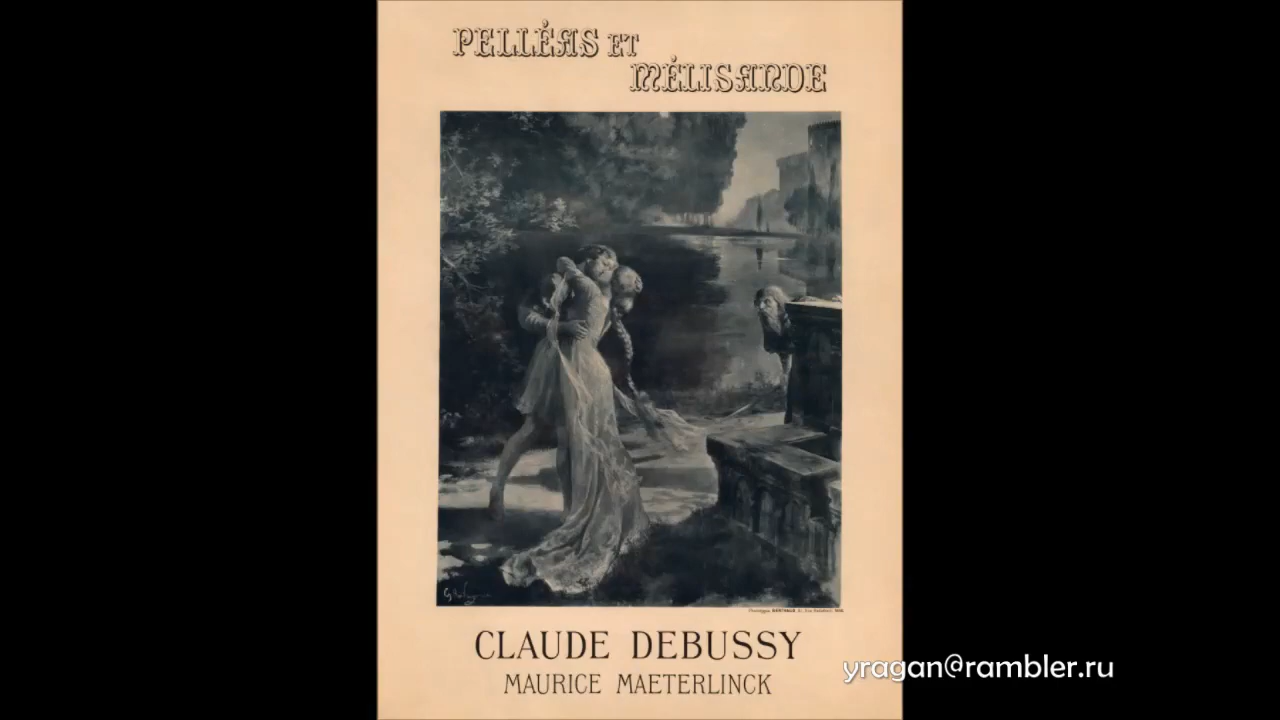 PELLÉAS ET
MÉLISANDE
CLAUDE DEBUSSY
MAURICE MAETERLINCK
yragan@rambler.ru